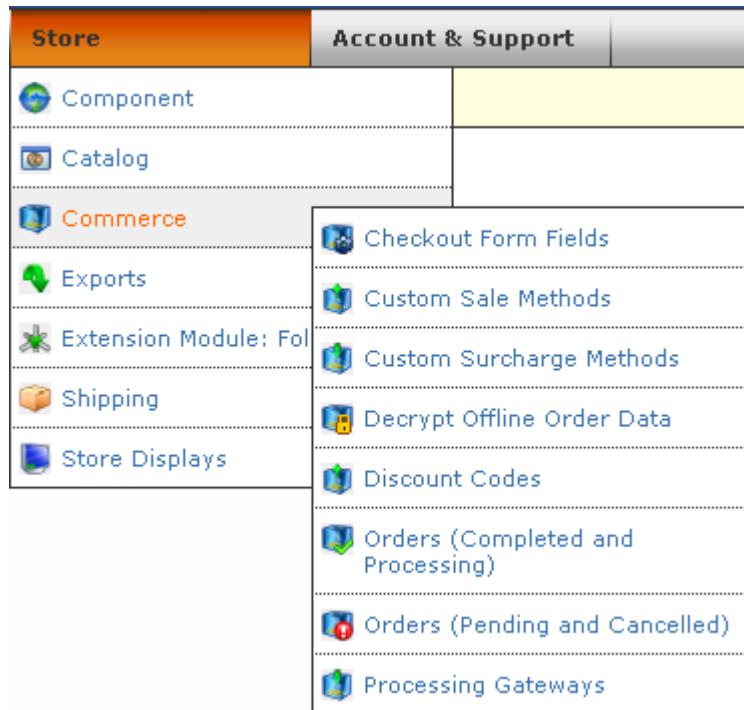 Store
Account & Support
Component
Catalog
Commerce
Exports
Extension Module: Fol
Shipping
Store Displays
Checkout Form Fields
Custom Sale Methods
Custom Surcharge Methods
Decrypt Offline Order Data
Discount Codes
Orders (Completed and
Processing)
Orders (Pending and Cancelled)
Processing Gateways